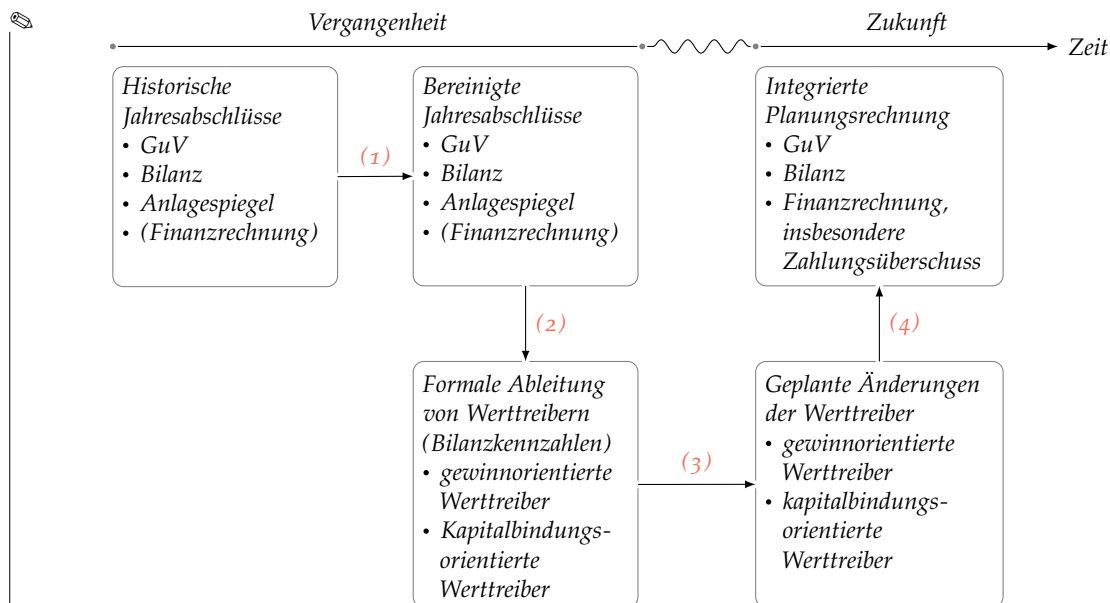 Vergangenheit
Zukunft
Zeit
Historische
Jahresabschlüsse
• GuV
• Bilanz
• Anlagespiegel
• (Finanzrechnung)
(1)
Bereinigte
Jahresabschlüsse
• GuV
• Bilanz
• Anlagespiegel
• (Finanzrechnung)
Integrierte
Planungsrechnung
• GuV
• Bilanz
• Finanzrechnung,
insbesondere
Zahlungsüberschuss
(2)
(4)
Formale Ableitung
von Werttreibern
(Bilanzkennzahlen)
• gewinnorientierte
Werttreiber
• Kapitalbindungs-
orientierte
Werttreiber
(3)
Geplante Änderungen
der Werttreiber
• gewinnorientierte
Werttreiber
• kapitalbindungs-
orientierte
Werttreiber